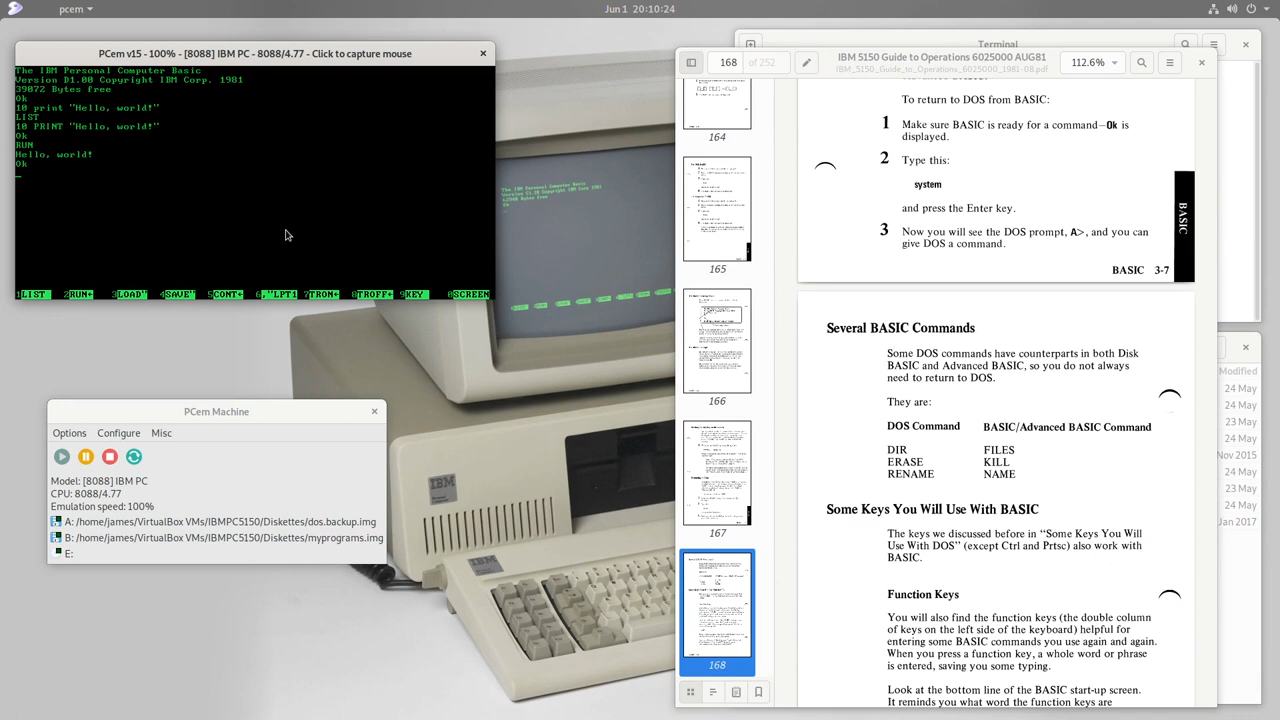 pcem
Jun 1 20:10:24
PCem v15 - 100% - [8088] IBM PC - 8088/4.77 - Click to capture mouse
The IBM Personal Computer Basic
Version D1.00 Copyright IBM Corp. 1981
39072 Bytes free
Ok
10 print "Hello, world!"
LIST
10 PRINT "Hello, world!"
Ok
RUN
Hello, world!
Ok
1LIST 2RUN← 3LOAD" 4SAVE" 5CONT← 6,"LPT1 7TRON← 8TROFF← 9KEY 0SCREEN
The IBM Personal Computer Basic
Bytes free
Ok
IBM
IBM
PCem Machine
Options Configure Misc
Model: [8088] IBM PC
CPU: 8088/4.77
Emulation speed: 100%
A: /home/james/VirtualBox VMs/IBMPC5150/Diskettes/dos.backup.img
B: /home/james/VirtualBox VMs/IBMPC5150/Diskettes/myprograms.img
E:
Terminal
168 of 252
IBM 5150 Guide to Operations 6025000 AUG81
IBM_5150_Guide_to_Operations_6025000_1981-08.pdf
112.6%
164
165
166
167
168
To return to DOS from BASIC:
1 Make sure BASIC is ready for a command—Ok is
displayed.
2 Type this:
system
and press the Enter key.
3 Now you will see the DOS prompt, A>, and you can
give DOS a command.
BASIC
BASIC 3-7
Several BASIC Commands
Some DOS commands have counterparts in both Disk
BASIC and Advanced BASIC, so you do not always
need to return to DOS.
They are:
DOS Command BASIC/Advanced BASIC Command
DIR FILES
ERASE KILL
RENAME NAME
Some Keys You Will Use With BASIC
The keys we discussed before in “Some Keys You Will
Use With DOS” (except Ctrl and Prtsc) also work with
BASIC.
Function Keys
You will also find the function keys (the double column
of keys on the left side of the keyboard) helpful for
entering some BASIC commands you use again and again.
When you press a function key, a whole word or phrase
is entered, saving you some typing.
Look at the bottom line of the BASIC start-up screen.
It reminds you what word the function keys are
Modified
24 May
24 May
23 May
24 May
Nov 2015
24 May
23 May
24 May
Jan 2017